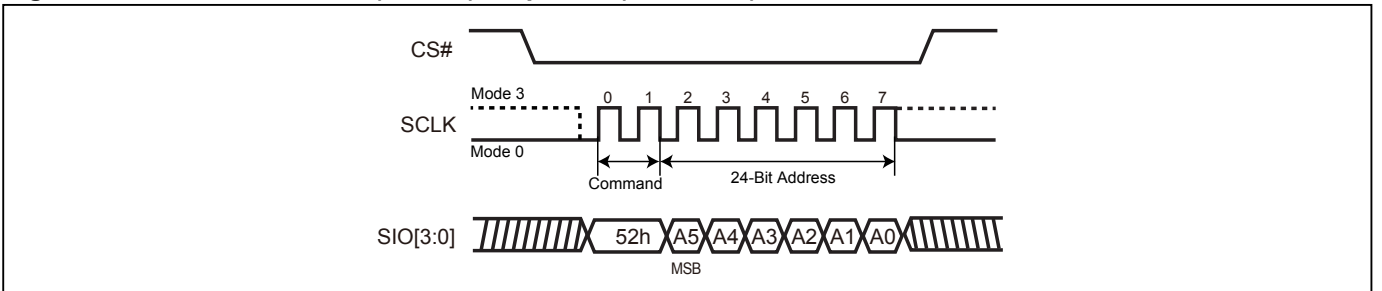 CS#
Mode 3
0 1 2 3 4 5 6 7
SCLK
Mode 0
Command
24-Bit Address
SIO[3:0]
52h A5 A4 A3 A2 A1 A0
MSB